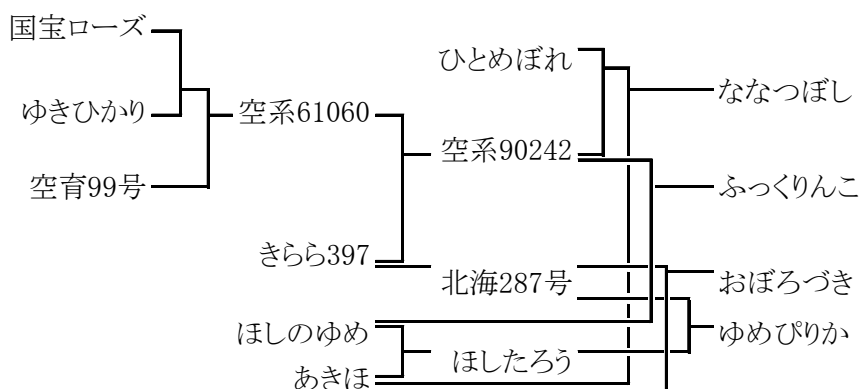 国宝ローズ
ゆきひかり
空育99号
空系61060
きらら397
ほしのゆめ
あきほ
ひとめぼれ
空系90242
北海287号
ほしたろう
ななつぼし
ふっくりんこ
おぼろづき
ゆめぴりか